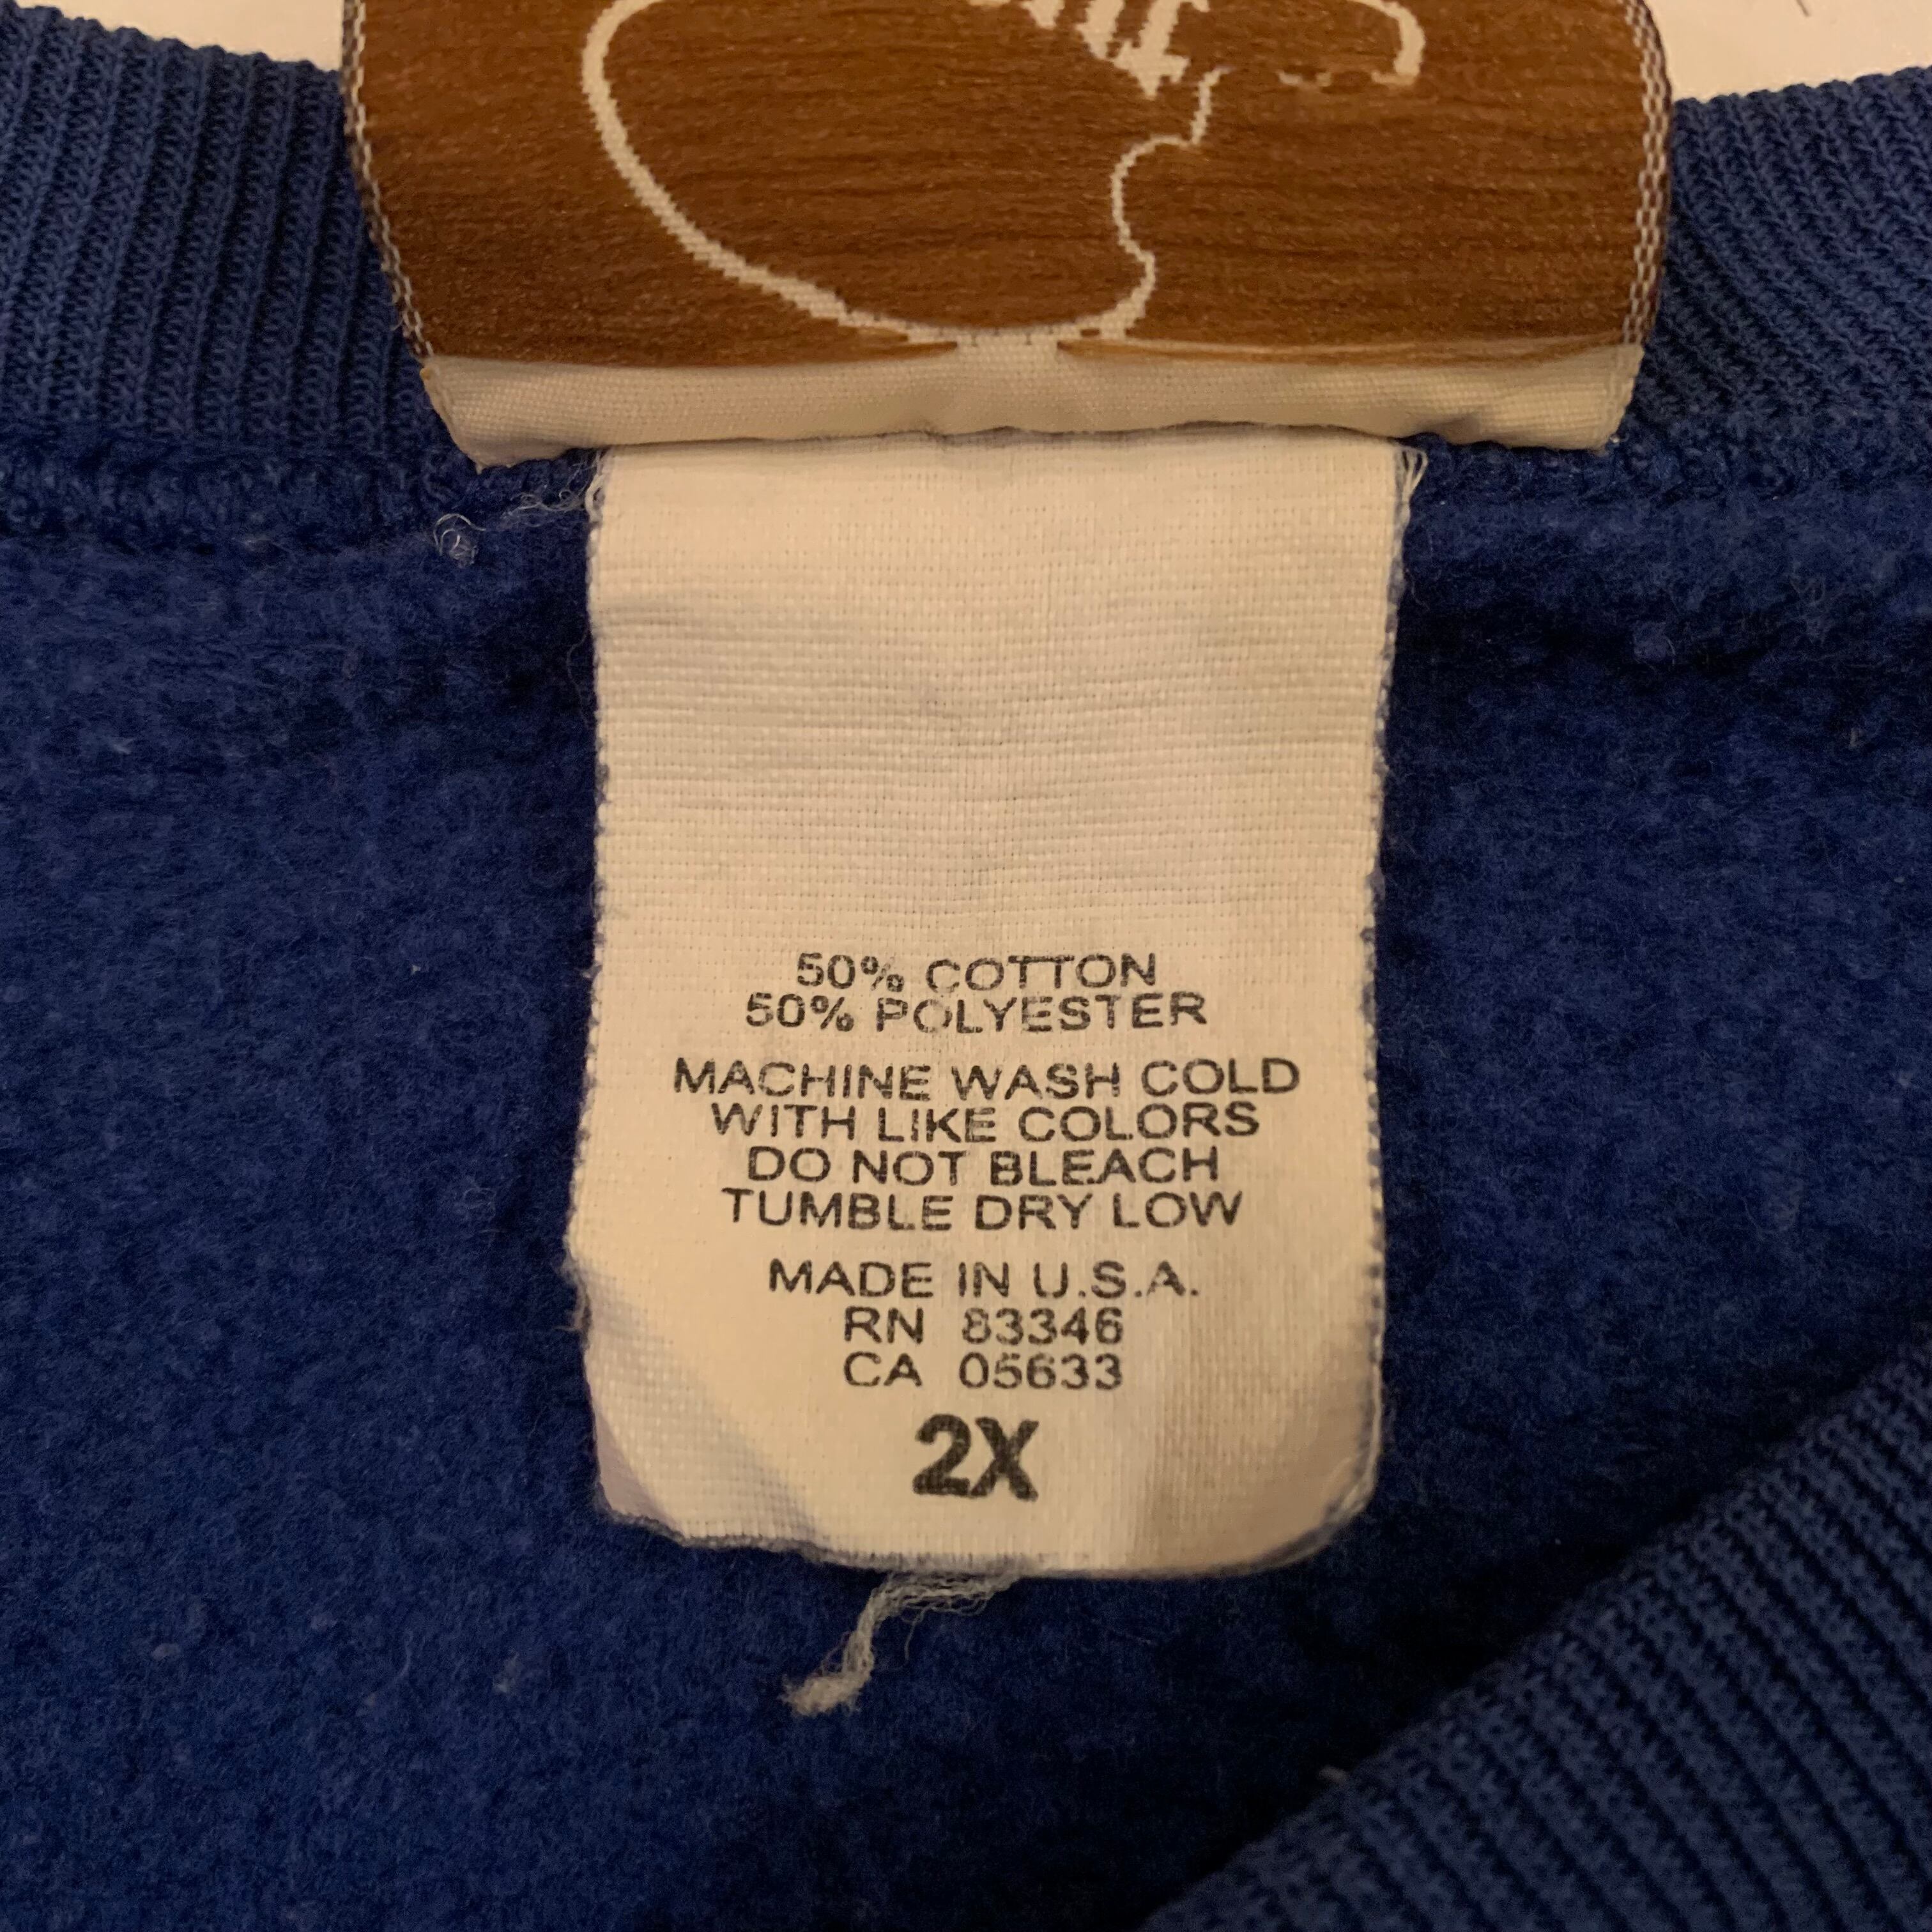 50% COTTON
50% POLYESTER
MACHINE WASH COLD
WITH LIKE COLORS
DO NOT BLEACH
TUMBLE DRY LOW
MADE IN U.S.A.
RN 83346
CA 05633
2X